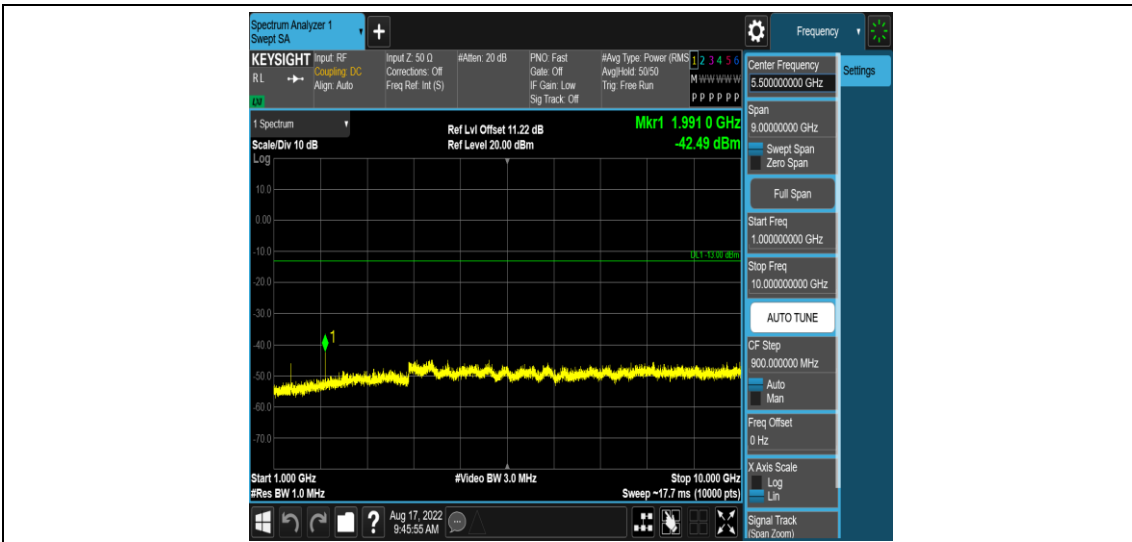 Spectrum Analyzer 1
Swept SA
+
Frequency
KEYSIGHT
RL
LXI
Input: RF
Coupling: DC
Align: Auto
Input Z: 50 Ω
Corrections: Off
Freq Ref: Int (S)
#Atten: 20 dB
PNO: Fast
Gate: Off
IF Gain: Low
Sig Track: Off
#Avg Type: Power (RMS
Avg|Hold: 50/50
Trig: Free Run
1 2 3 4 5 6
M W W W W W
P P P P P P
1 Spectrum
Scale/Div 10 dB
Log
Ref Lvl Offset 11.22 dB
Ref Level 20.00 dBm
Mkr1 1.991 0 GHz
-42.49 dBm
10.0
0.00
-10.0
-20.0
-30.0
-40.0
-50.0
-60.0
-70.0
DL1 -13.00 dBm
1
Start 1.000 GHz
#Res BW 1.0 MHz
#Video BW 3.0 MHz
Stop 10.000 GHz
Sweep ~17.7 ms (10000 pts)
?
Aug 17, 2022
9:45:55 AM
Center Frequency
5.500000000 GHz
Settings
Span
9.00000000 GHz
Swept Span
Zero Span
Full Span
Start Freq
1.000000000 GHz
Stop Freq
10.000000000 GHz
AUTO TUNE
CF Step
900.000000 MHz
Auto
Man
Freq Offset
0 Hz
X Axis Scale
Log
Lin
Signal Track
(Span Zoom)